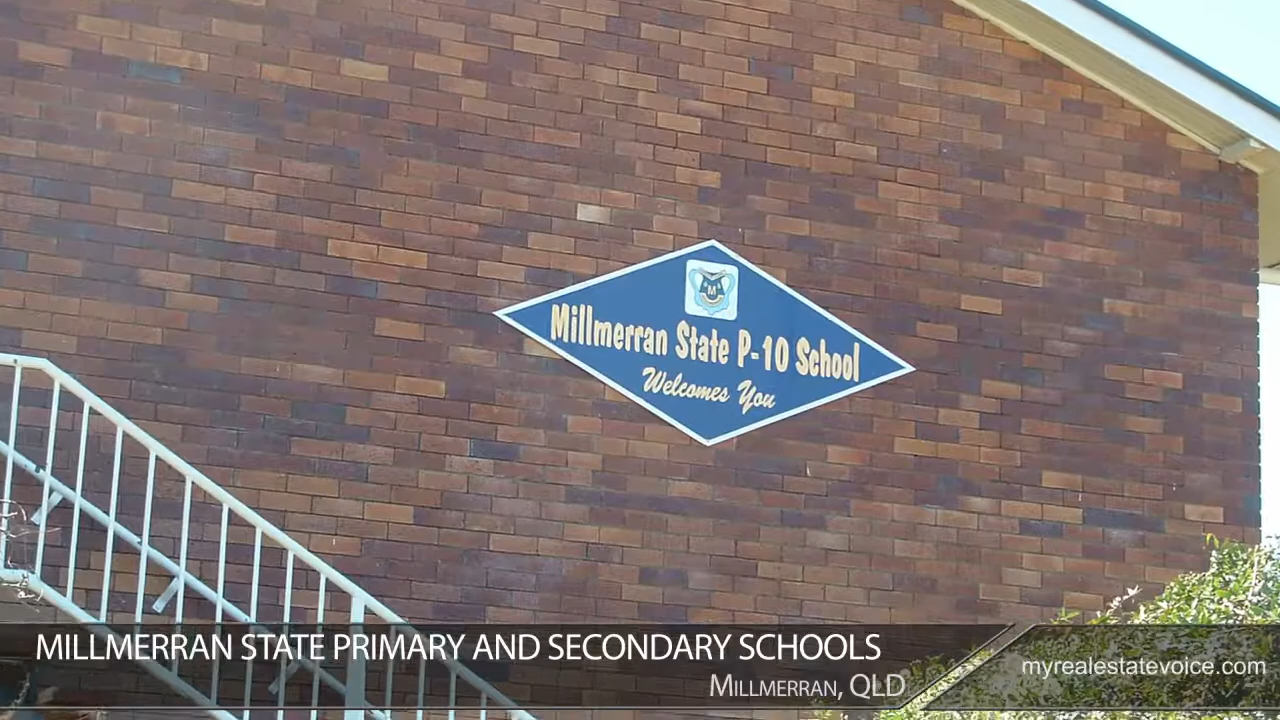 M
Millmerran State P-10 School
Welcomes You
MILLMERRAN STATE PRIMARY AND SECONDARY SCHOOLS
MILLMERRAN, QLD
myrealestatevoice.com